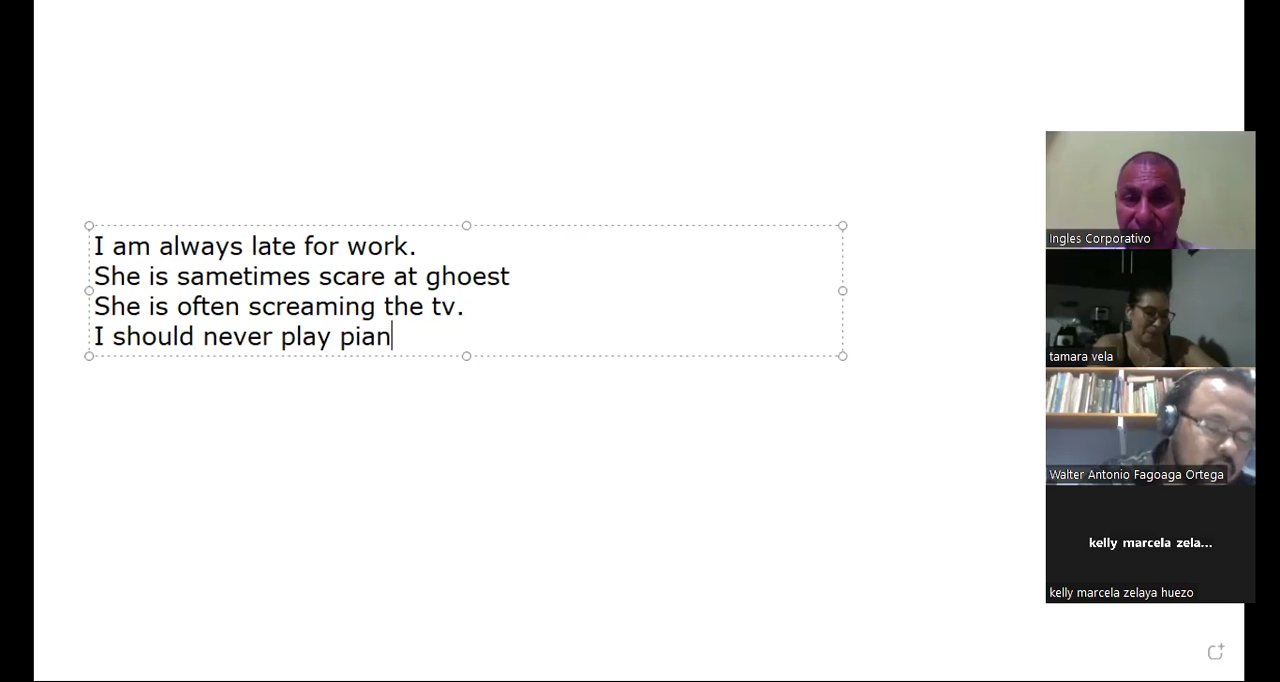 I am always late for work.
She is sametimes scare at ghoest
She is often screaming the tv.
I should never play pian
Ingles Corporativo
tamara vela
Walter Antonio Fagoaga Ortega
kelly marcela zela...
kelly marcela zelaya huezo